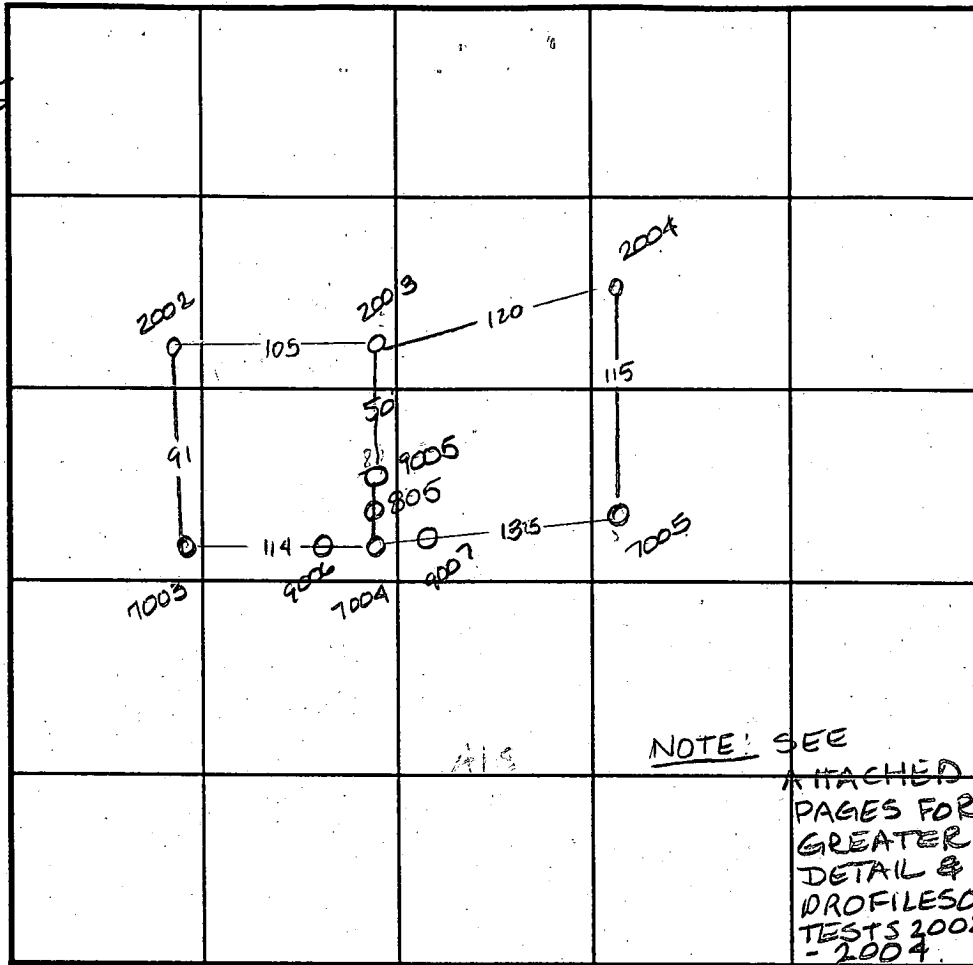 2004
2002
2003
120
105
115
50
91
9005
805
135
7005
114
9006
9007
7003
7004
NOTE: SEE
ATTACHED
PAGES FOR
GREATER
DETAIL &
PROFILES
TESTS 2002
- 2004.